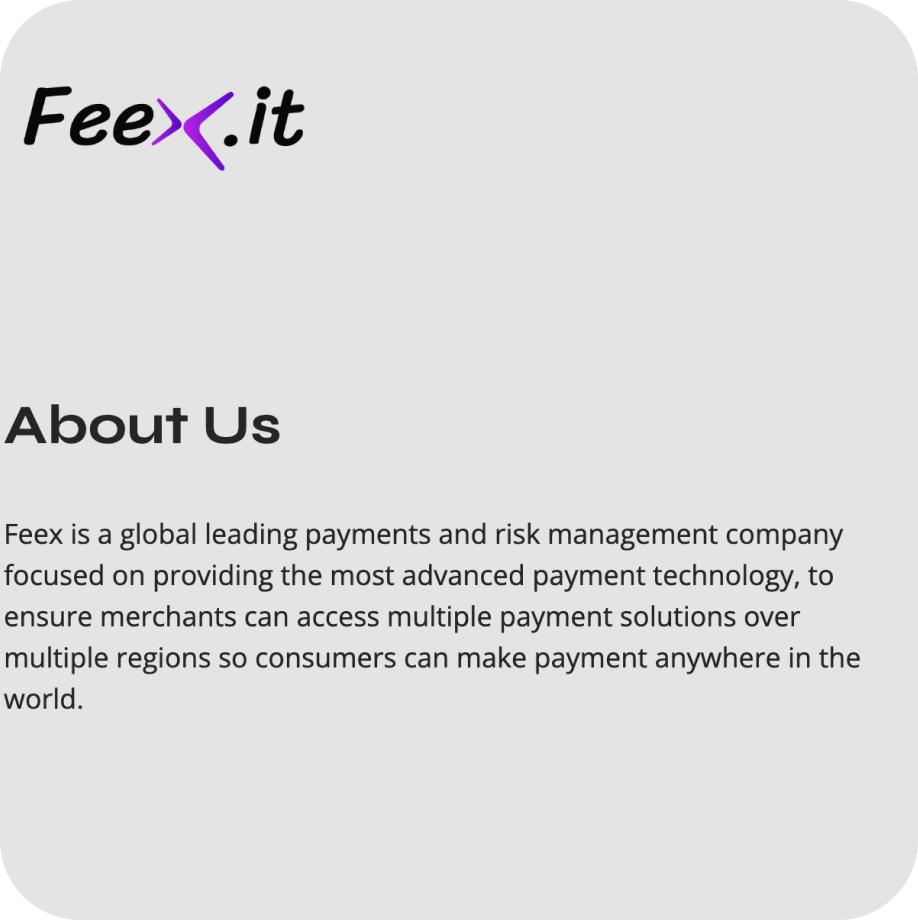 Feex.it
About Us
Feex is a global leading payments and risk management company
focused on providing the most advanced payment technology, to
ensure merchants can access multiple payment solutions over
multiple regions so consumers can make payment anywhere in the
world.